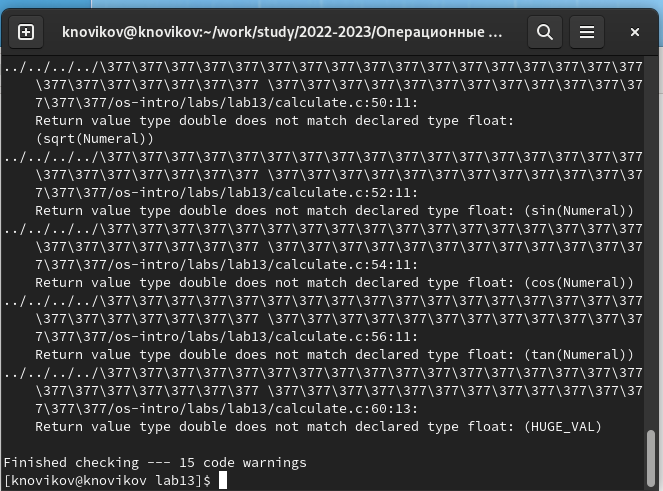 knovikov@knovikov:~/work/study/2022-2023/Операционные ...
../../../../\377\377\377\377\377\377\377\377\377\377\377\377\377\377\377\377\377
\377\377\377\377\377\377\377 \377\377\377\377\377\377\377\377\377\377\377\37
7\377\377/os-intro/labs/lab13/calculate.c:50:11:
Return value type double does not match declared type float:
(sqrt(Numeral))
../../../../\377\377\377\377\377\377\377\377\377\377\377\377\377\377\377\377\377
\377\377\377\377\377\377\377 \377\377\377\377\377\377\377\377\377\377\377\37
7\377\377/os-intro/labs/lab13/calculate.c:52:11:
Return value type double does not match declared type float: (sin(Numeral))
../../../../\377\377\377\377\377\377\377\377\377\377\377\377\377\377\377\377\377
\377\377\377\377\377\377\377 \377\377\377\377\377\377\377\377\377\377\377\37
7\377\377/os-intro/labs/lab13/calculate.c:54:11:
Return value type double does not match declared type float: (cos(Numeral))
../../../../\377\377\377\377\377\377\377\377\377\377\377\377\377\377\377\377\377
\377\377\377\377\377\377\377 \377\377\377\377\377\377\377\377\377\377\377\37
7\377\377/os-intro/labs/lab13/calculate.c:56:11:
Return value type double does not match declared type float: (tan(Numeral))
../../../../\377\377\377\377\377\377\377\377\377\377\377\377\377\377\377\377\377
\377\377\377\377\377\377\377 \377\377\377\377\377\377\377\377\377\377\377\37
7\377\377/os-intro/labs/lab13/calculate.c:60:13:
Return value type double does not match declared type float: (HUGE_VAL)
Finished checking --- 15 code warnings
[knovikov@knovikov lab13]$